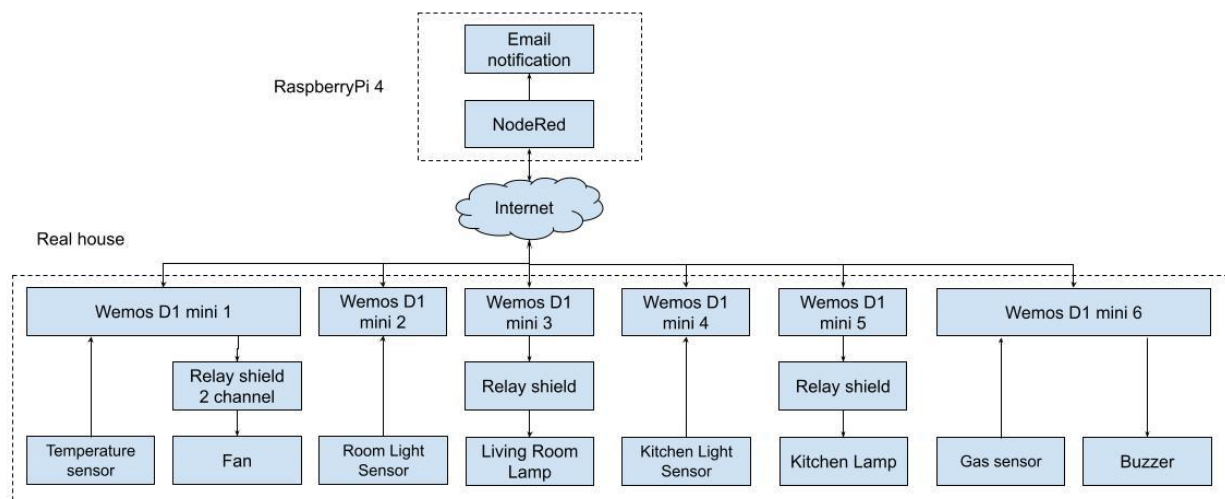 Email
notification
RaspberryPi 4
NodeRed
Internet
Real house
Wemos D1 mini 1
Wemos D1
mini 2
Wemos D1
mini 3
Wemos D1
mini 4
Wemos D1
mini 5
Wemos D1 mini 6
Relay shield
2 channel
Relay shield
Relay shield
Temperature
sensor
Fan
Room Light
Sensor
Living Room
Lamp
Kitchen Light
Sensor
Kitchen Lamp
Gas sensor
Buzzer